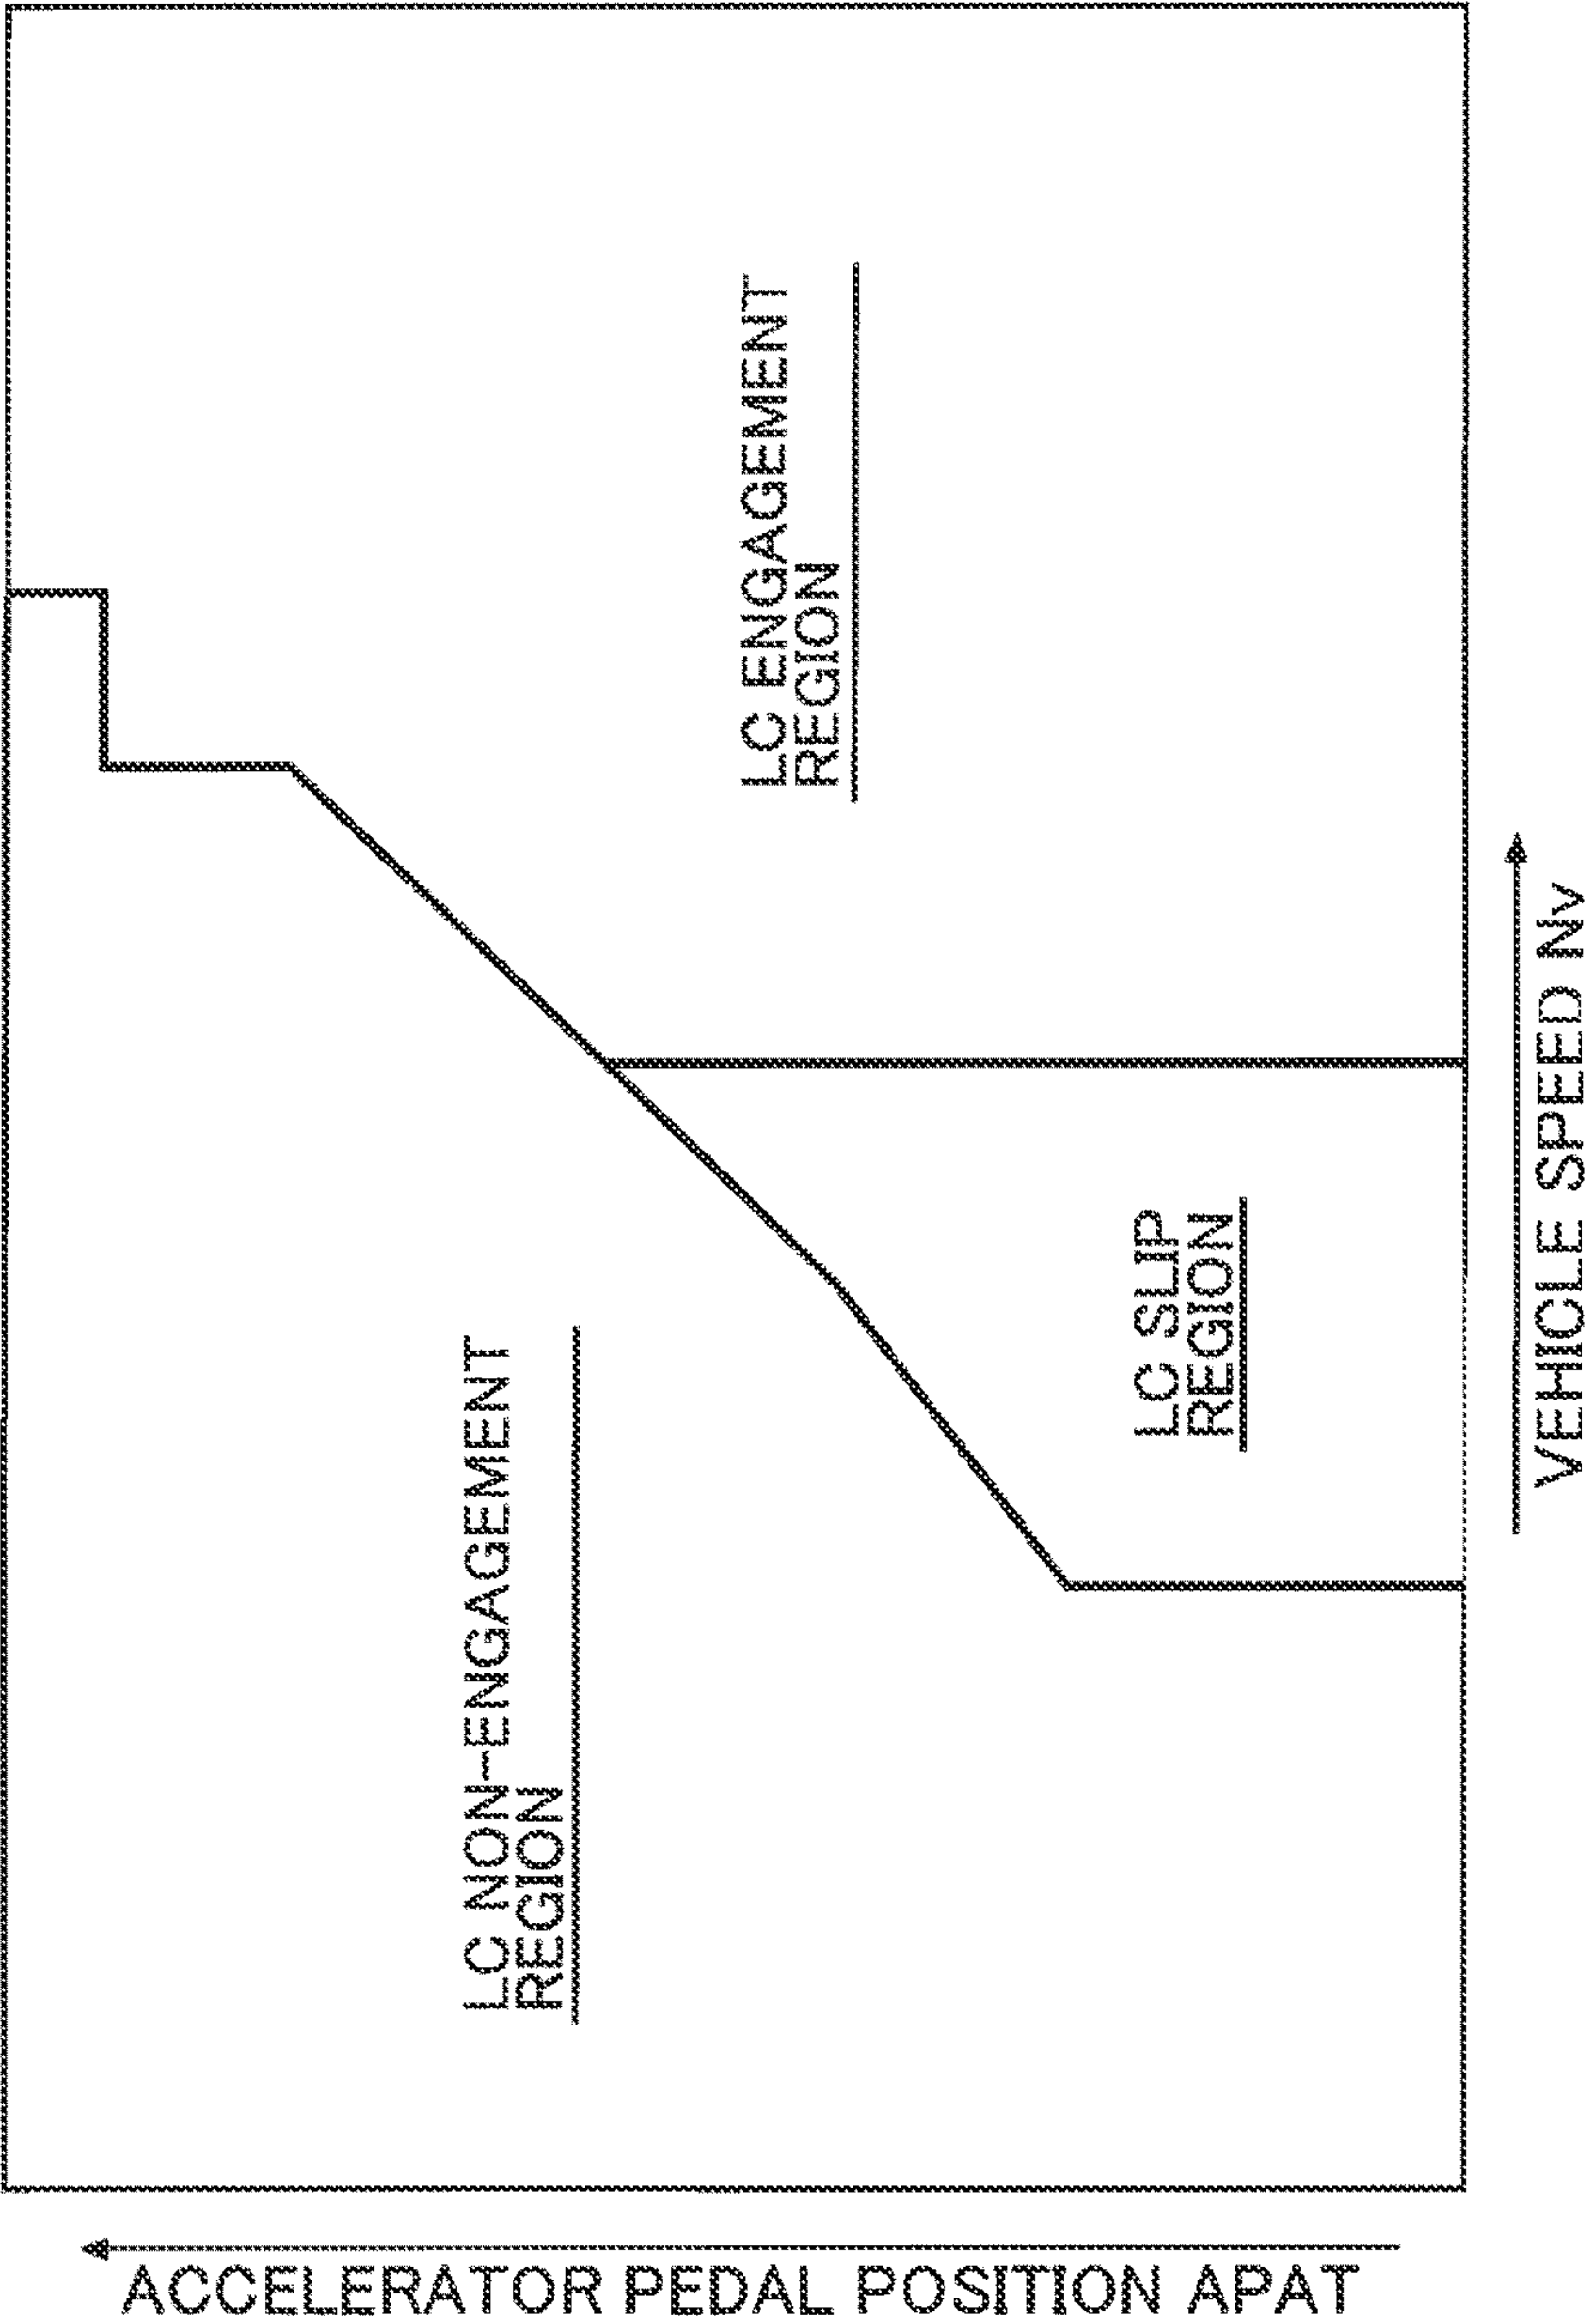 LC ENGAGEMENT
REGION
LC NON-ENGAGEMENT
REGION
LC SLIP
REGION
VEHICLE SPEED Nv
ACCELERATOR PEDAL POSITION APAT